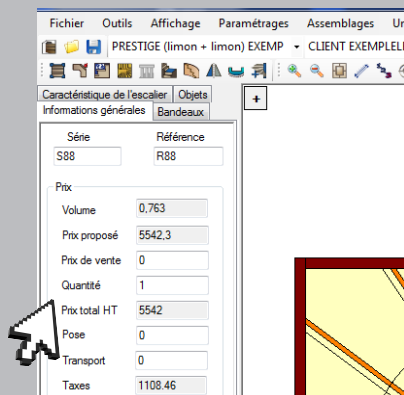 Fichier Outils Affichage Paramétrages Assemblages
PRESTIGE (limon + limon) EXEMP CLIENT EXEMPLE
Caractéristique de l'escalier Objets
Informations générales Bandeaux
+
Série Référence
S88 R88
Prix
Volume 0,763
Prix proposé 5542,3
Prix de vente 0
Quantité 1
Prix total HT 5542
Pose 0
Transport 0
Taxes 1108.46